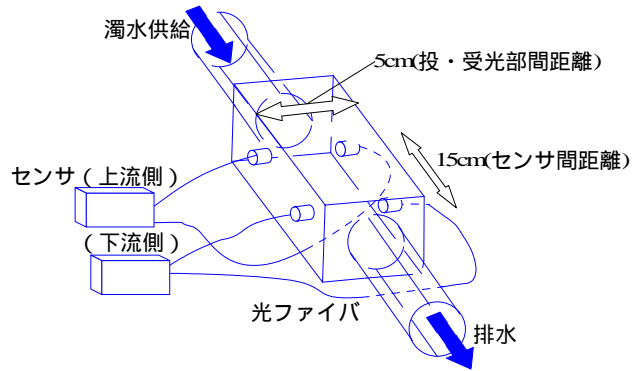 濁水供給
5cm(投・受光部間距離)
15cm(センサ間距離)
センサ(上流側)
(下流側)
光ファイバ
排水